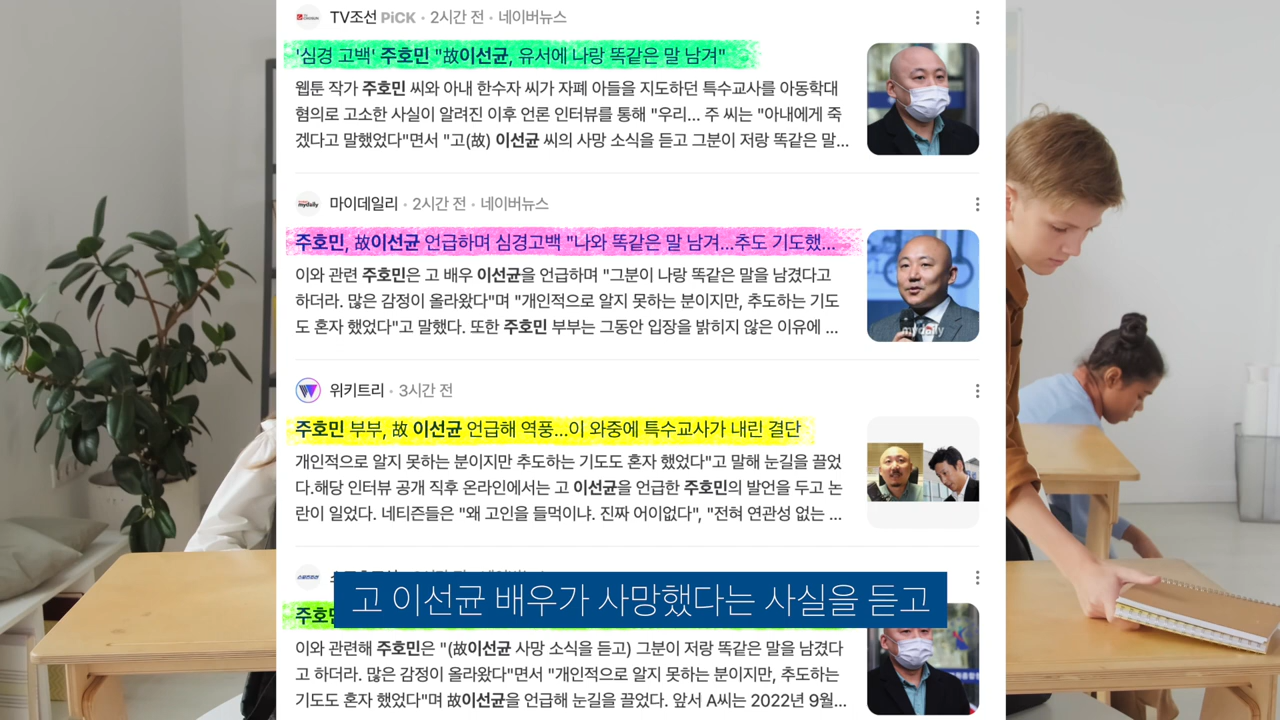 TV조선 PiCK · 2시간 전 · 네이버뉴스
'심경 고백' 주호민 "故이선균, 유서에 나랑 똑같은 말 남겨"
웹툰 작가 주호민 씨와 아내 한수자 씨가 자폐 아들을 지도하던 특수교사를 아동학대
혐의로 고소한 사실이 알려진 이후 언론 인터뷰를 통해 "우리... 주 씨는 "아내에게 죽
겠다고 말했었다"면서 "고(故) 이선균 씨의 사망 소식을 듣고 그분이 저랑 똑같은 말...
마이데일리 · 2시간 전 · 네이버뉴스
주호민, 故이선균 언급하며 심경고백 "나와 똑같은 말 남겨...추도 기도했...
이와 관련 주호민은 고 배우 이선균을 언급하며 "그분이 나랑 똑같은 말을 남겼다고
하더라. 많은 감정이 올라왔다"며 "개인적으로 알지 못하는 분이지만, 추도하는 기도
도 혼자 했었다"고 말했다. 또한 주호민 부부는 그동안 입장을 밝히지 않은 이유에 ...
mydaily
위키트리 · 3시간 전
주호민 부부, 故 이선균 언급해 역풍...이 와중에 특수교사가 내린 결단
개인적으로 알지 못하는 분이지만 추도하는 기도도 혼자 했었다"고 말해 눈길을 끌었
다.해당 인터뷰 공개 직후 온라인에서는 고 이선균을 언급한 주호민의 발언을 두고 논
란이 일었다. 네티즌들은 "왜 고인을 들먹이냐. 진짜 어이없다", "전혀 연관성 없는 ...
고 이선균 배우가 사망했다는 사실을 듣고
주호
이와 관련해 주호민은 "(故이선균 사망 소식을 듣고) 그분이 저랑 똑같은 말을 남겼다
고 하더라. 많은 감정이 올라왔다"면서 "개인적으로 알지 못하는 분이지만, 추도하는
기도도 혼자 했었다"며 故이선균을 언급해 눈길을 끌었다. 앞서 A씨는 2022년 9월...